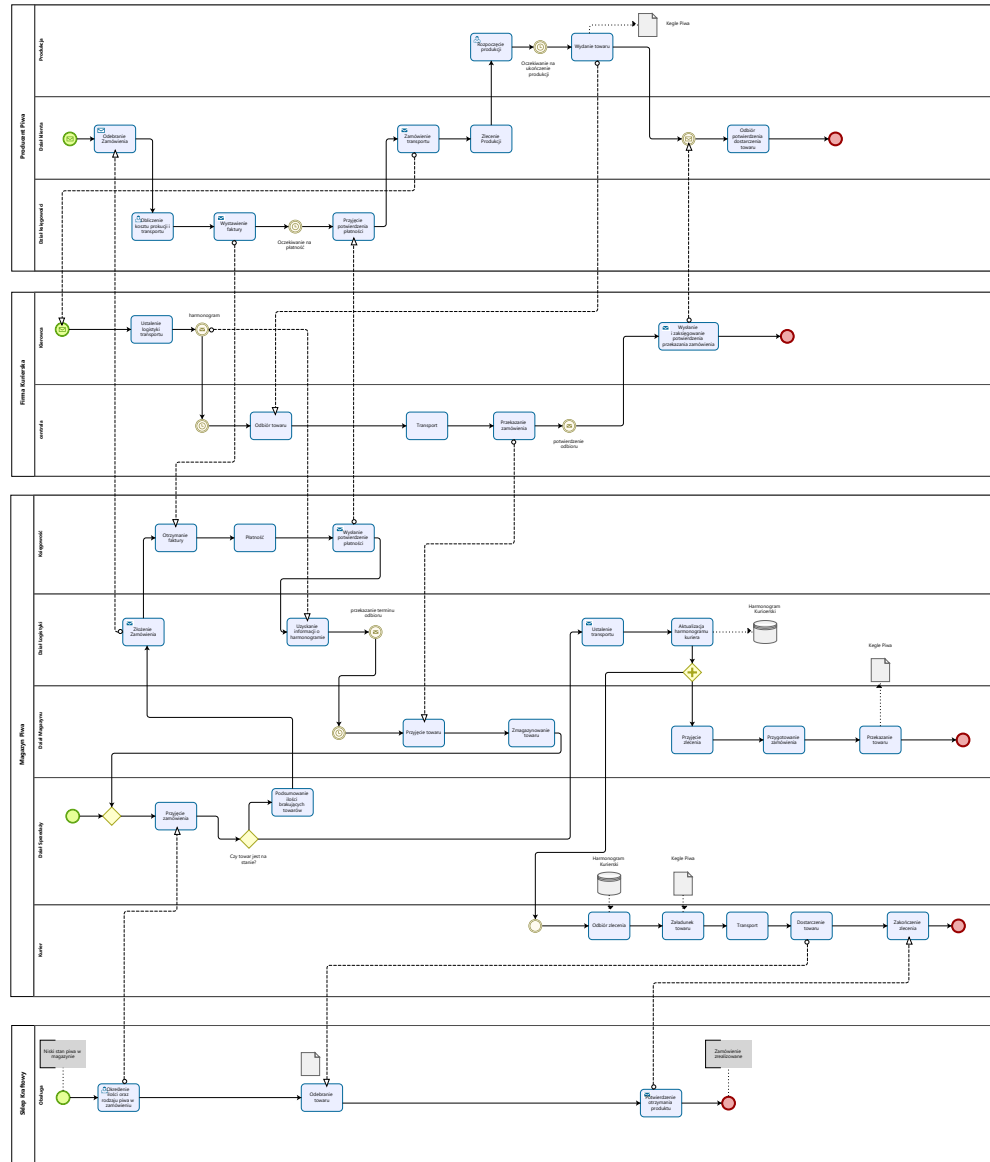 Producent Piwa
Produkcja
Rozpoczęcie
produkcji
Oczekiwanie na
ukończenie
produkcji
Wydanie towaru
Kegle Piwa
Dział klienta
Odebranie
Zamówienia
Zamówienie
transportu
Zlecenie
Produkcji
Odbiór
potwierdzenia
dostarczenia
towaru
Dział księgowości
Obliczenie
kosztu prokucji i
transportu
Wystawienie
faktury
Oczekiwanie na
płatność
Przyjęcie
potwierdzenia
płatności
Firma Kurierska
Kierowca
Ustalenie
logistyki
transportu
harmonogram
Wysłanie
i zaksięgowanie
potwierdzenia
przekazania zamówienia
centrala
Odbiór towaru
Transport
Przekazanie
zamówienia
potwierdzenie
odbioru
Magazyn Piwa
Księgowość
Otrzymanie
faktury
Płatność
Wysłanie
potwierdzenie
płatności
Dział Logistyki
Złożenie
Zamówienia
Uzyskanie
informacji o
harmonogramie
przekazanie terminu
odbioru
Ustalenie
transportu
Aktualizacja
harmonogramu
kuriera
Harmonogram
Kurioerski
Kegle Piwa
Dział Magazynu
Przyjęcie towaru
Zmagazynowanie
towaru
Przyjęcie
zlecenia
Przygotowanie
zamówienia
Przekazanie
towaru
Dział Sprzedaży
Przyjęcie
zamówienia
Podsumowanie
ilości
brakujących
towarów
Czy towar jest na
stanie?
Harmonogram
Kurierski
Kegle Piwa
Kurier
Odbiór zlecenia
Załadunek
towaru
Transport
Dostarczenie
towaru
Zakończenie
zlecenia
Sklep Kraftowy
Obsługa
Niski stan piwa w
magazynie
Określenie
ilości oraz
rodzaju piwa w
zamówieniu
Odebranie
towaru
Potwierdzenie
otrzymania
produktu
Zamówienie
zrealizowane